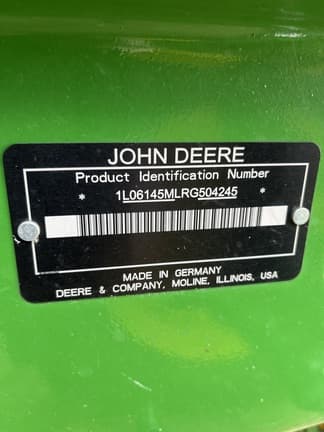 JOHN DEERE
Product Identification Number
* 1L06145MLRG504245 *
MADE IN GERMANY
DEERE & COMPANY, MOLINE, ILLINOIS, USA